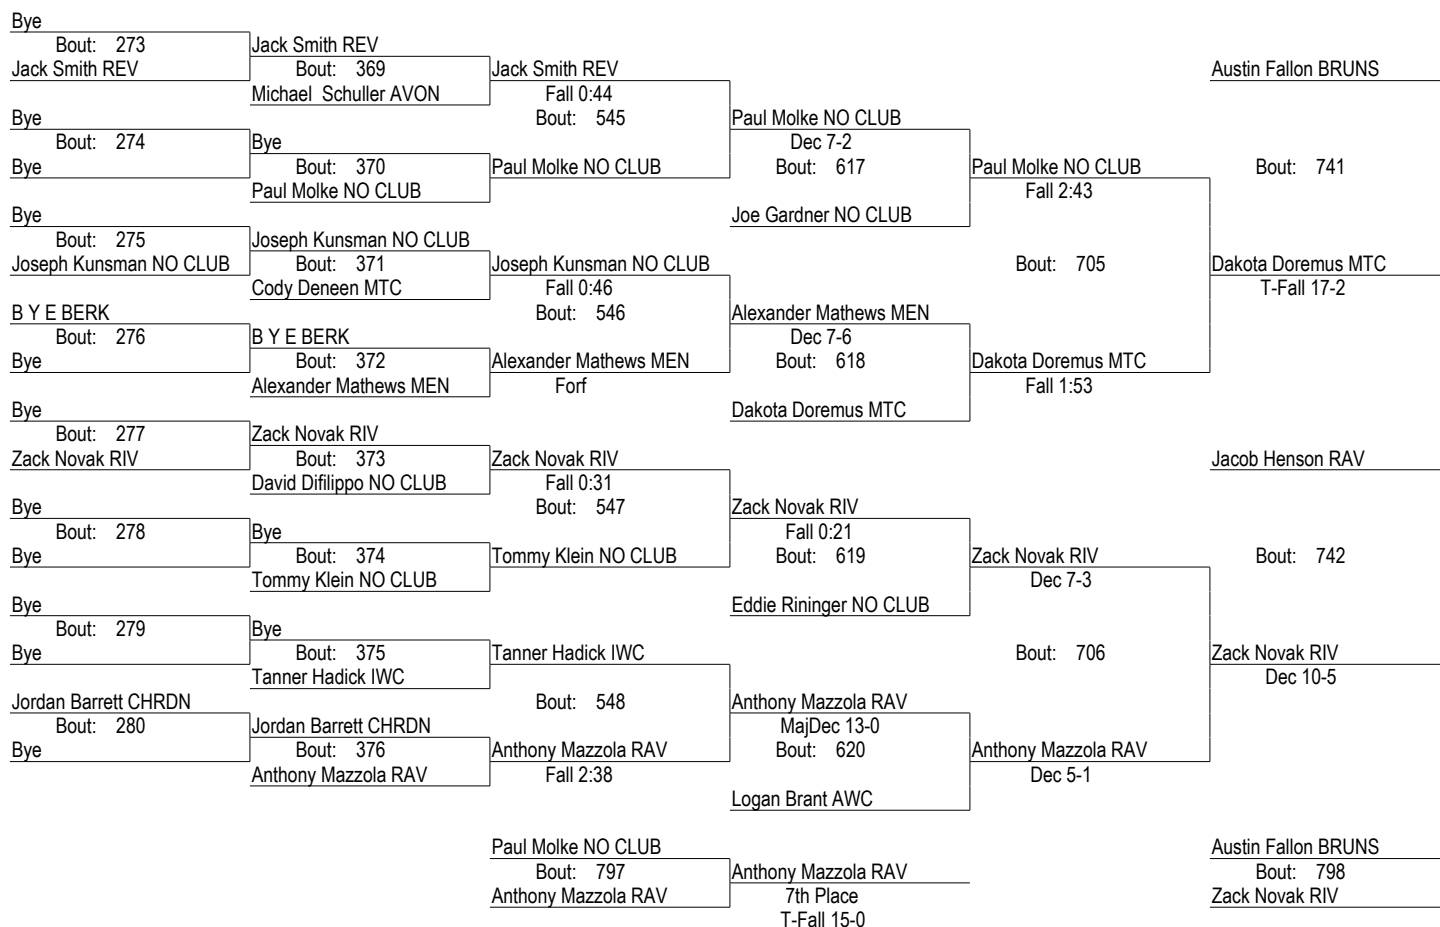 Bye
Bout: 273 Jack Smith REV
Jack Smith REV Bout: 369 Jack Smith REV Austin Fallon BRUNS
Michael Schuller AVON Fall 0:44
Bye Bout: 545 Paul Molke NO CLUB
Bout: 274 Bye Dec 7-2
Bye Bout: 370 Paul Molke NO CLUB Bout: 617 Paul Molke NO CLUB Bout: 741
Paul Molke NO CLUB Fall 2:43
Bye Joe Gardner NO CLUB
Bout: 275 Joseph Kunsman NO CLUB
Joseph Kunsman NO CLUB Bout: 371 Joseph Kunsman NO CLUB Bout: 705 Dakota Doremus MTC
Cody Deneen MTC Fall 0:46 T-Fall 17-2
B Y E BERK Bout: 546 Alexander Mathews MEN
Bout: 276 B Y E BERK Dec 7-6
Bye Bout: 372 Alexander Mathews MEN Bout: 618 Dakota Doremus MTC
Alexander Mathews MEN Forf Fall 1:53
Bye Dakota Doremus MTC
Bout: 277 Zack Novak RIV
Zack Novak RIV Bout: 373 Zack Novak RIV Jacob Henson RAV
David Difilippo NO CLUB Fall 0:31
Bye Bout: 547 Zack Novak RIV
Bout: 278 Bye Fall 0:21
Bye Bout: 374 Tommy Klein NO CLUB Bout: 619 Zack Novak RIV Bout: 742
Tommy Klein NO CLUB Dec 7-3
Bye Eddie Rininger NO CLUB
Bout: 279 Bye
Bye Bout: 375 Tanner Hadick IWC Bout: 706 Zack Novak RIV
Tanner Hadick IWC Dec 10-5
Jordan Barrett CHRDN Bout: 548 Anthony Mazzola RAV
Bout: 280 Jordan Barrett CHRDN MajDec 13-0
Bye Bout: 376 Anthony Mazzola RAV Bout: 620 Anthony Mazzola RAV
Anthony Mazzola RAV Fall 2:38 Dec 5-1
Logan Brant AWC
Paul Molke NO CLUB Austin Fallon BRUNS
Bout: 797 Anthony Mazzola RAV Bout: 798
Anthony Mazzola RAV 7th Place Zack Novak RIV
T-Fall 15-0